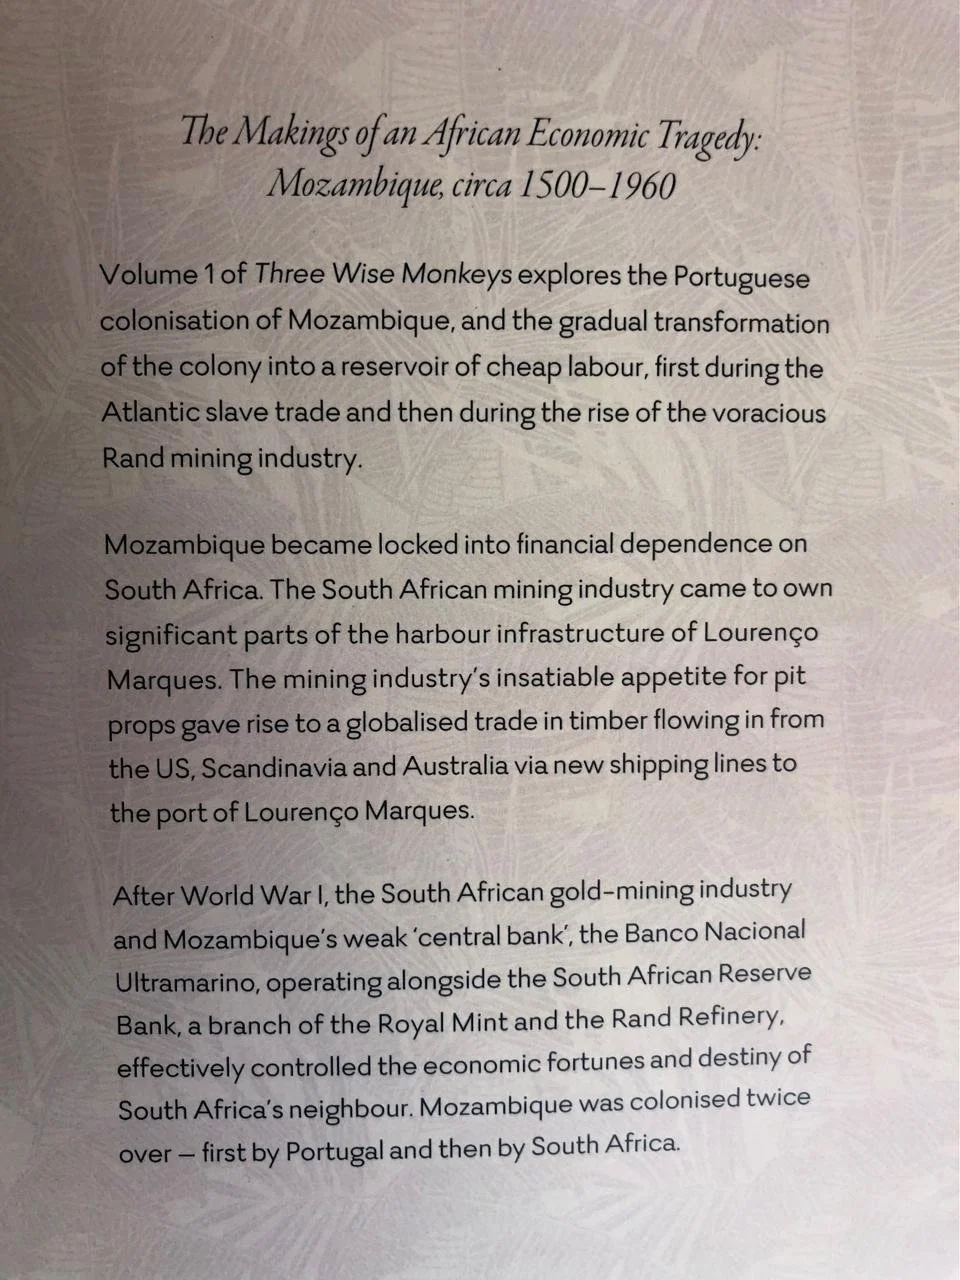 The Makings of an African Economic Tragedy:
Mozambique, circa 1500–1960
Volume 1 of Three Wise Monkeys explores the Portuguese
colonisation of Mozambique, and the gradual transformation
of the colony into a reservoir of cheap labour, first during the
Atlantic slave trade and then during the rise of the voracious
Rand mining industry.
Mozambique became locked into financial dependence on
South Africa. The South African mining industry came to own
significant parts of the harbour infrastructure of Lourenço
Marques. The mining industry's insatiable appetite for pit
props gave rise to a globalised trade in timber flowing in from
the US, Scandinavia and Australia via new shipping lines to
the port of Lourenço Marques.
After World War I, the South African gold-mining industry
and Mozambique's weak 'central bank', the Banco Nacional
Ultramarino, operating alongside the South African Reserve
Bank, a branch of the Royal Mint and the Rand Refinery,
effectively controlled the economic fortunes and destiny of
South Africa's neighbour. Mozambique was colonised twice
over – first by Portugal and then by South Africa.